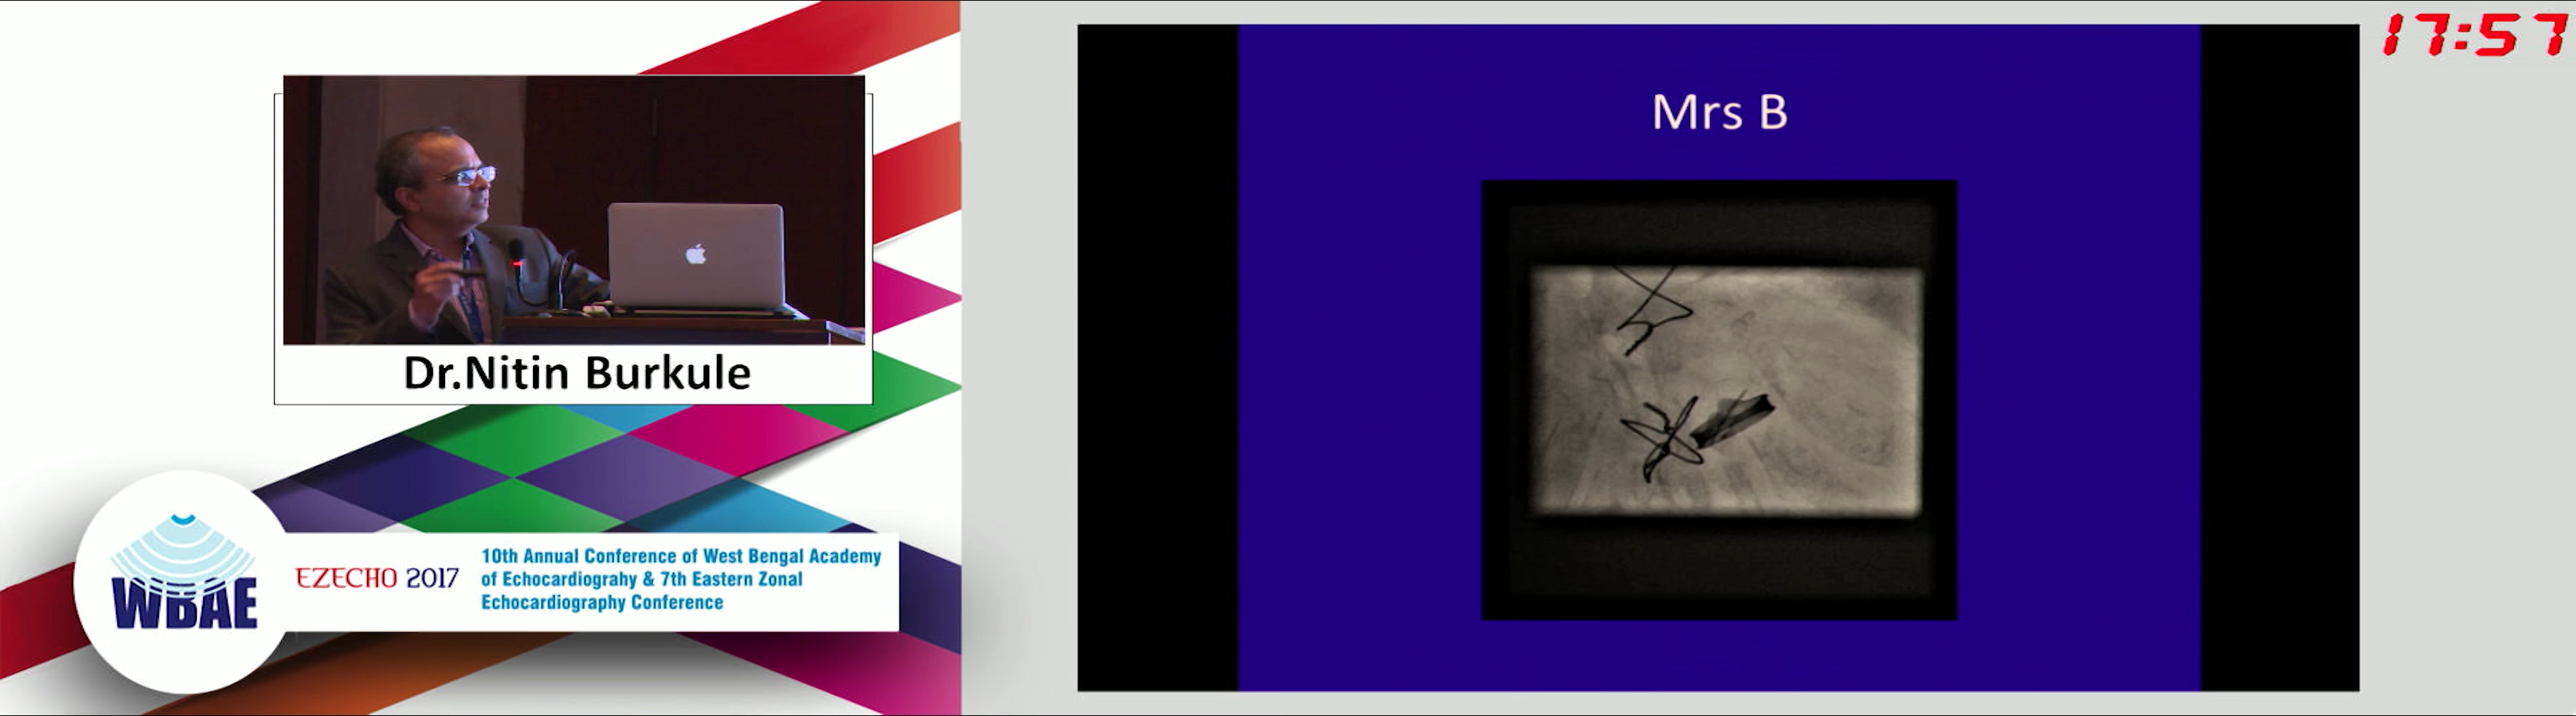 Dr.Nitin Burkule
WBAE
EZECHO 2017
10th Annual Conference of West Bengal Academy
of Echocardiograhy & 7th Eastern Zonal
Echocardiography Conference
Mrs B
17:57